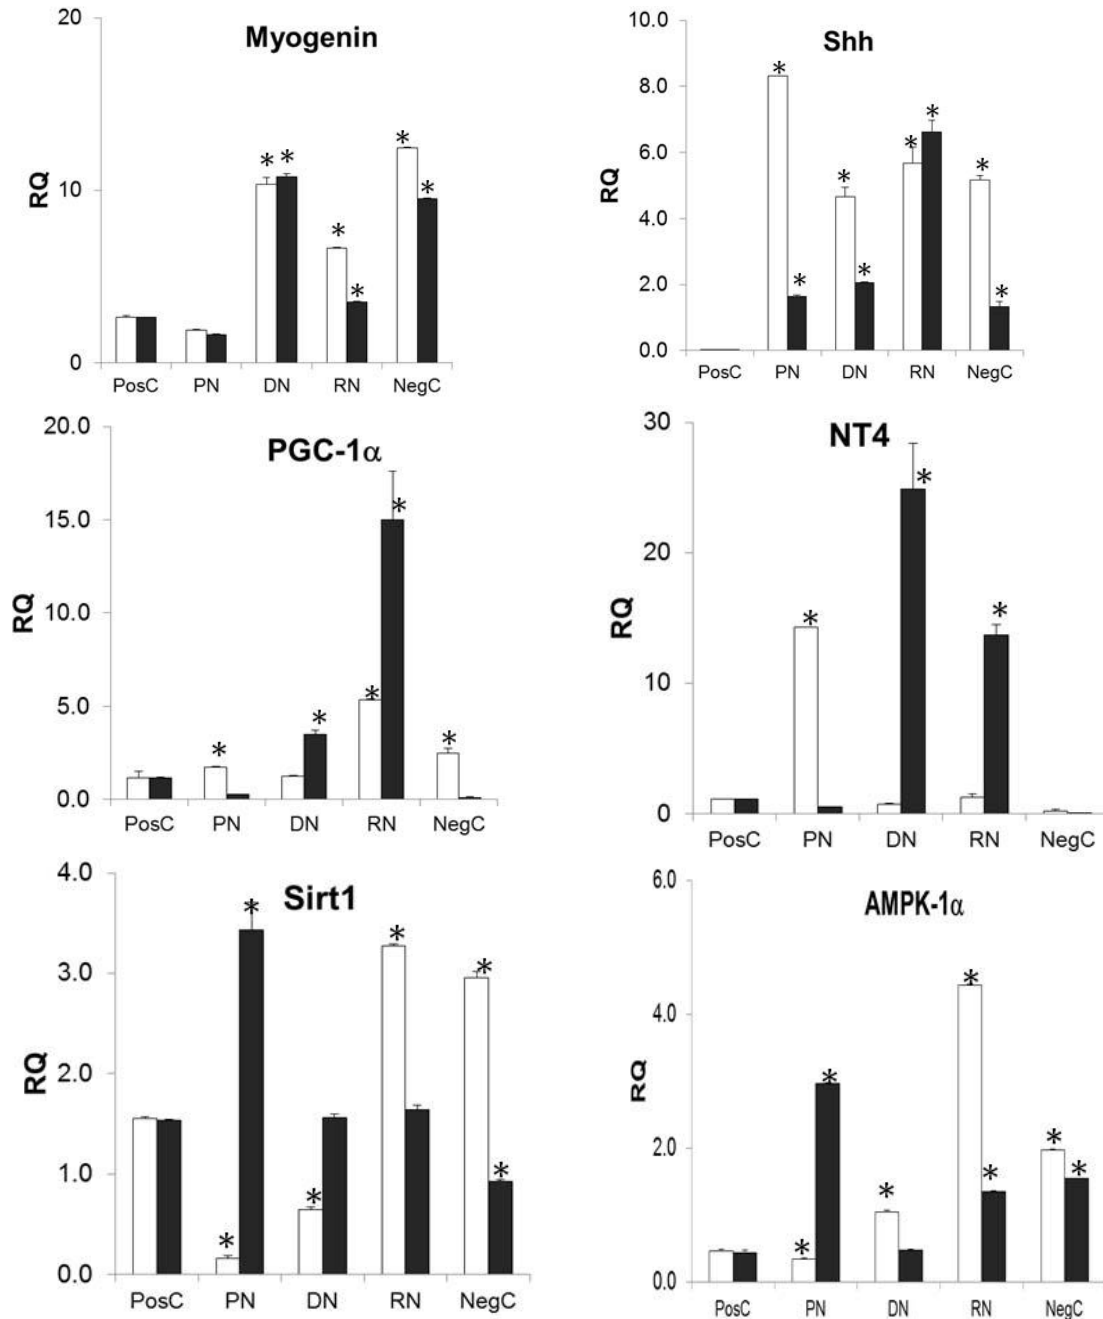 Myogenin
RQ
20
10
0
PosC PN DN RN NegC
* * * * * *
Shh
RQ
10.0
8.0
6.0
4.0
2.0
0.0
PosC PN DN RN NegC
* * * * * * * *
PGC-1α
RQ
20.0
15.0
10.0
5.0
0.0
PosC PN DN RN NegC
* * * * *
NT4
RQ
30
20
10
0
PosC PN DN RN NegC
* * *
Sirt1
RQ
4.0
3.0
2.0
1.0
0.0
PosC PN DN RN NegC
* * * * * *
AMPK-1α
RQ
6.0
4.0
2.0
0.0
PosC PN DN RN NegC
* * * * * * *